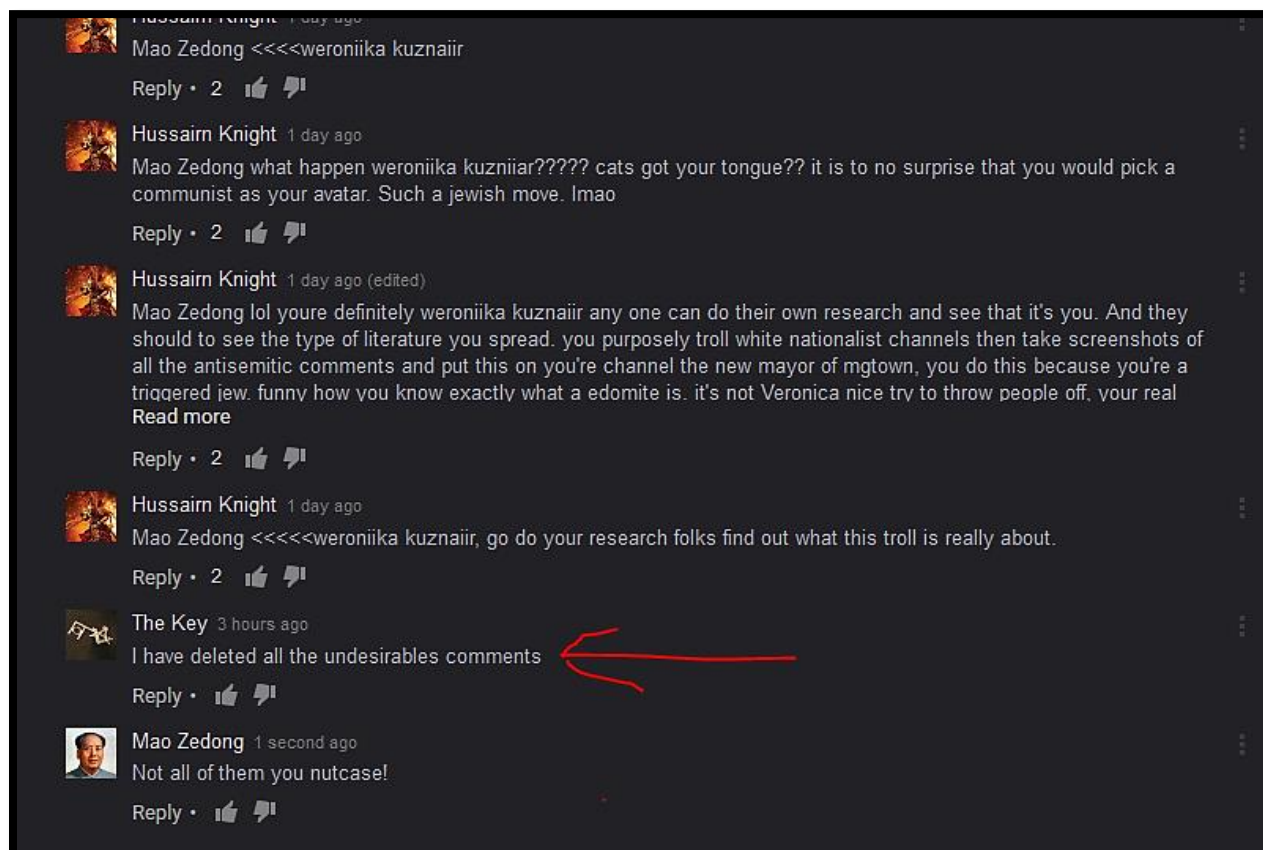 Hussairn Knight 1 day ago
Mao Zedong <<<<weroniika kuznaiir
Reply • 2
Hussairn Knight 1 day ago
Mao Zedong what happen weroniika kuzniiar????? cats got your tongue?? it is to no surprise that you would pick a
communist as your avatar. Such a jewish move. lmao
Reply • 2
Hussairn Knight 1 day ago (edited)
Mao Zedong lol youre definitely weroniika kuznaiir any one can do their own research and see that it's you. And they
should to see the type of literature you spread. you purposely troll white nationalist channels then take screenshots of
all the antisemitic comments and put this on you're channel the new mayor of mgtown, you do this because you're a
triggered jew. funny how you know exactly what a edomite is. it's not Veronica nice try to throw people off, your real
Read more
Reply • 2
Hussairn Knight 1 day ago
Mao Zedong <<<<<weroniika kuznaiir, go do your research folks find out what this troll is really about.
Reply • 2
The Key 3 hours ago
I have deleted all the undesirables comments
Reply •
Mao Zedong 1 second ago
Not all of them you nutcase!
Reply •